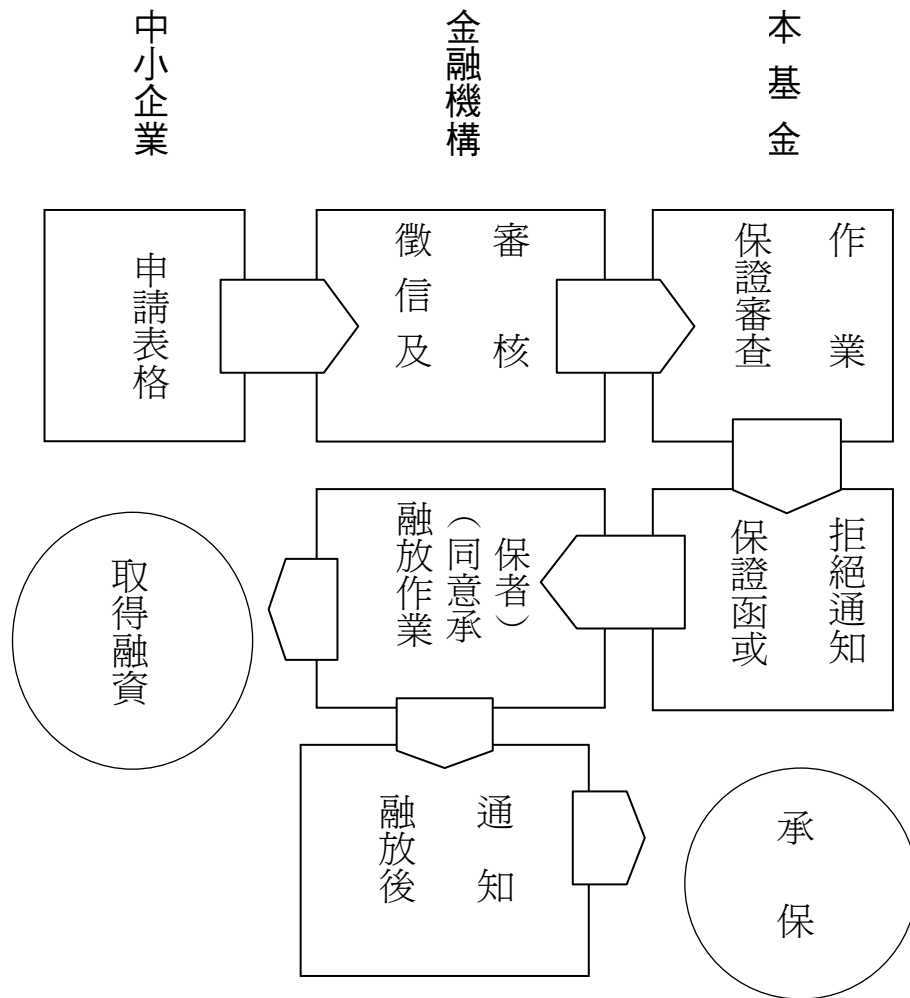 中小企業
金融機構
本基金
申請表格
徵信及
審核
保證審查
作業
保證函或
拒絕通知
融放作業
（同意承
保者）
取得融資
融放後
通知
承保